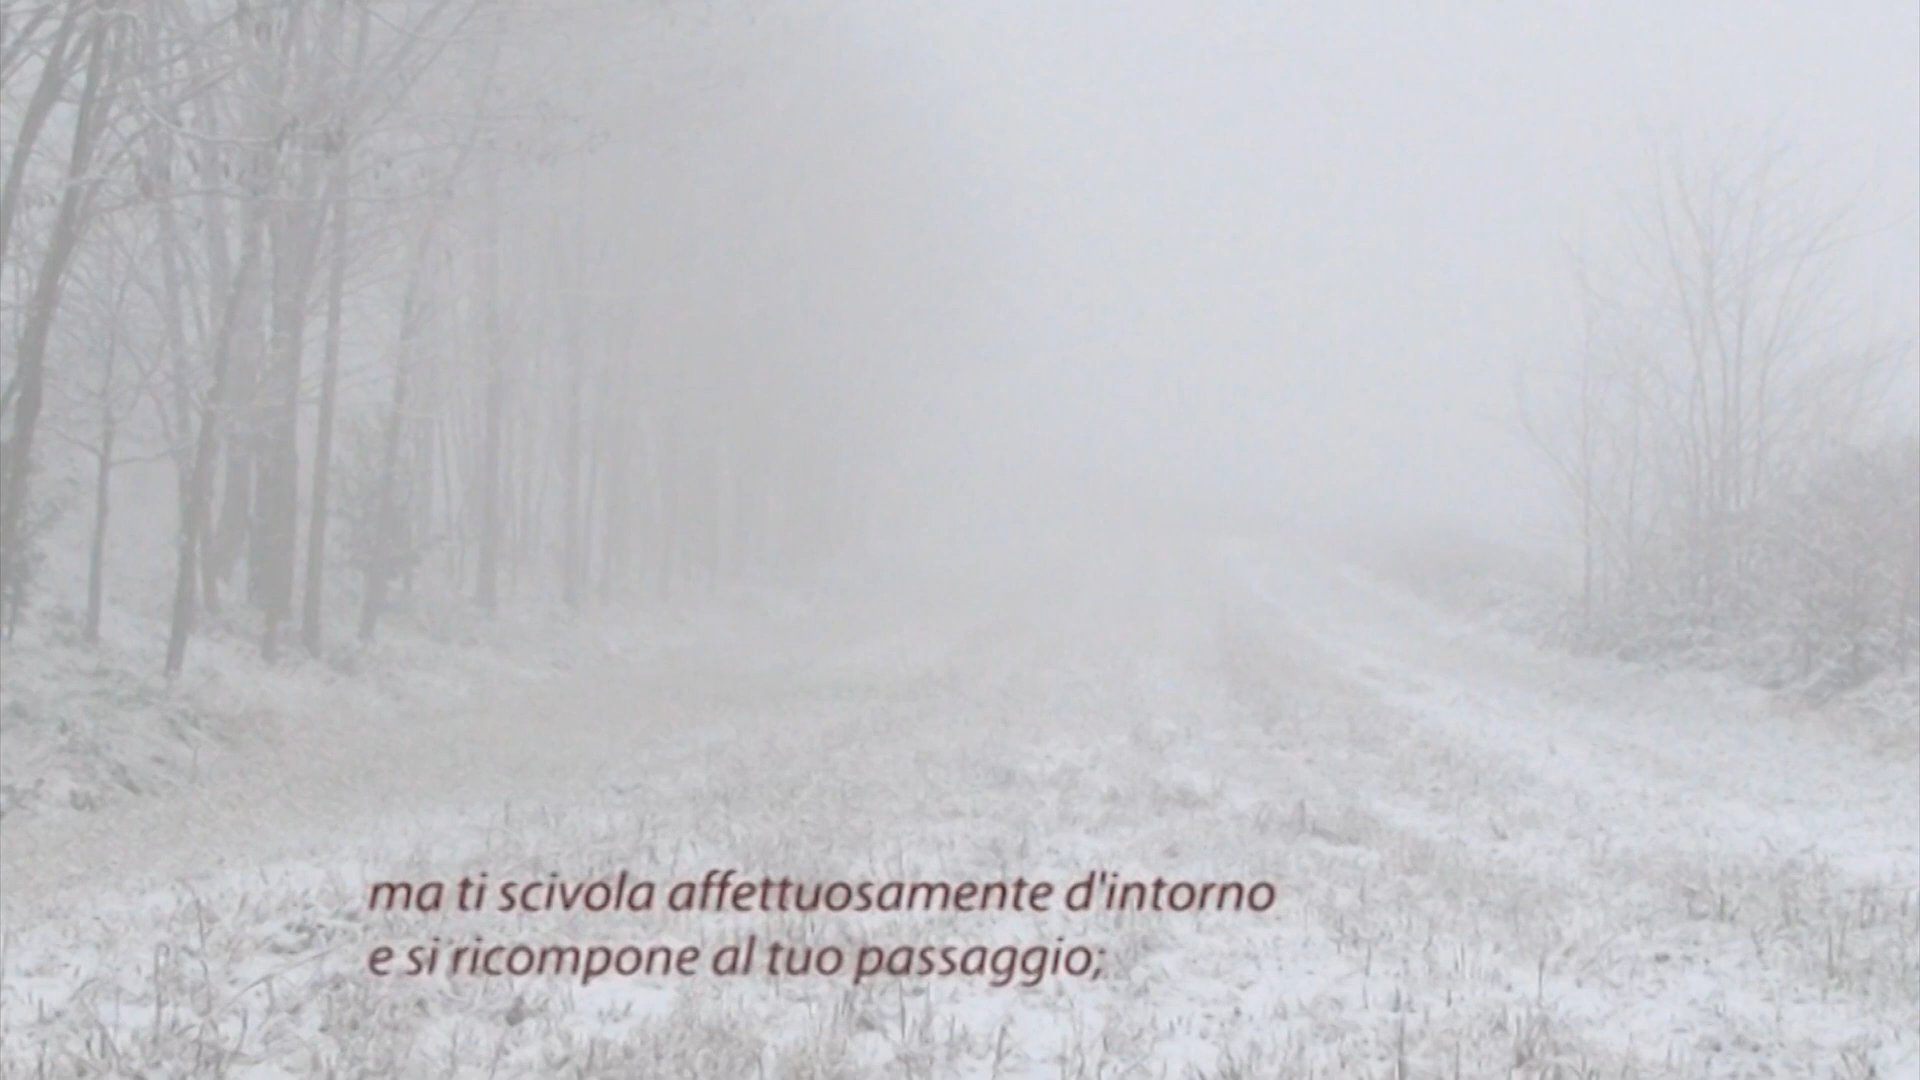 ma ti scivola affettuosamente d'intorno
e si ricompone al tuo passaggio;